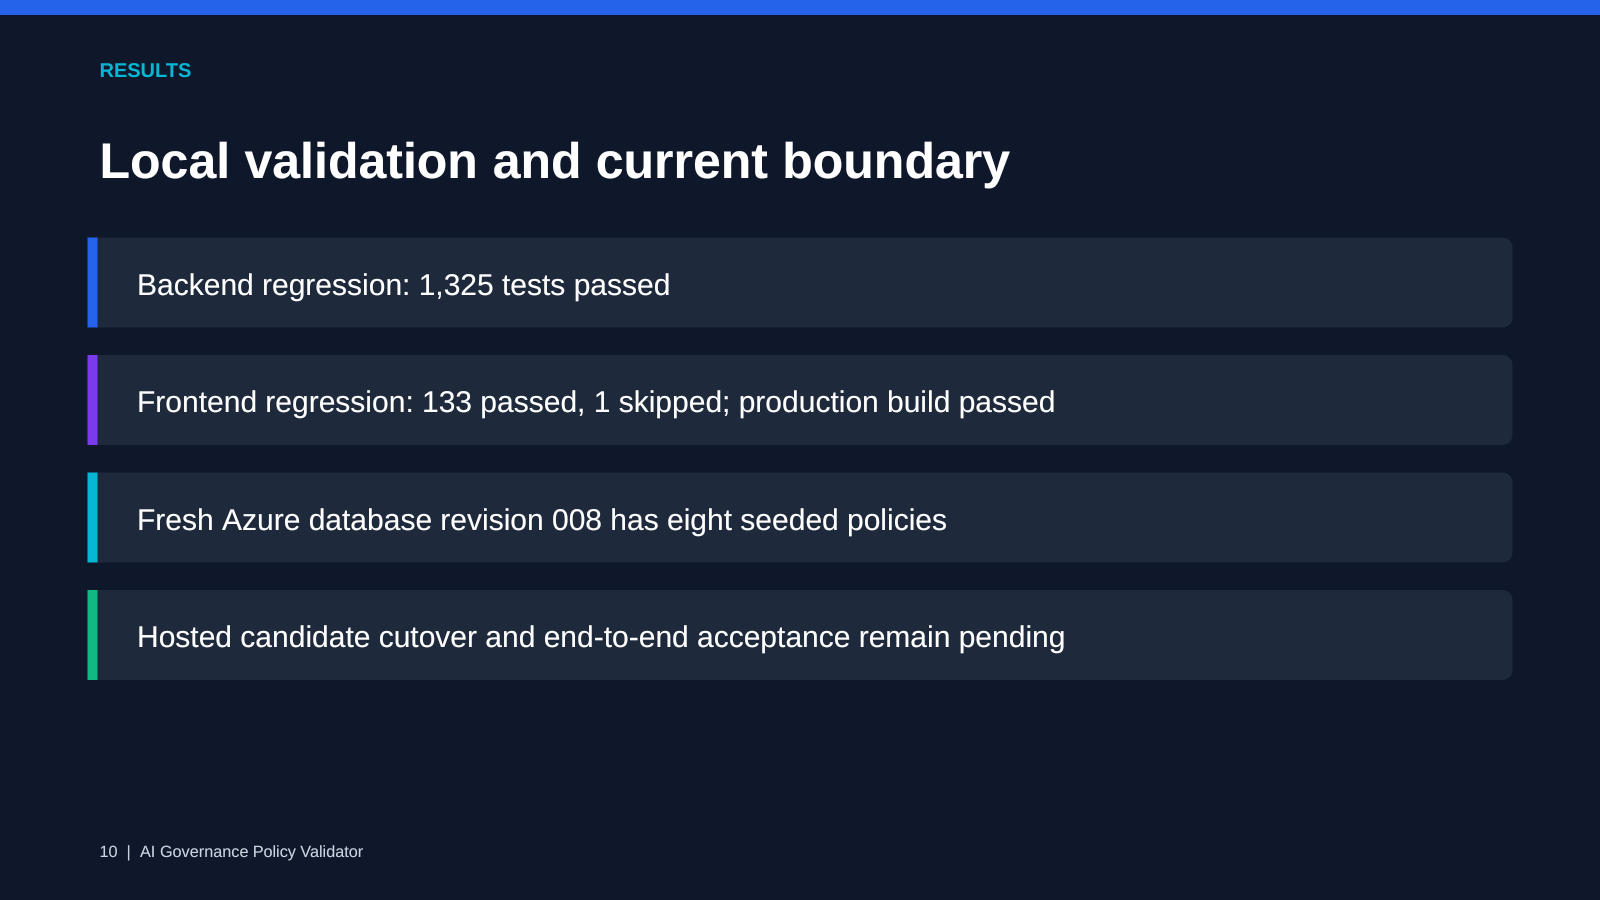 RESULTS
Local validation and current boundary
Backend regression: 1,325 tests passed
Frontend regression: 133 passed, 1 skipped; production build passed
Fresh Azure database revision 008 has eight seeded policies
Hosted candidate cutover and end-to-end acceptance remain pending
10 | AI Governance Policy Validator